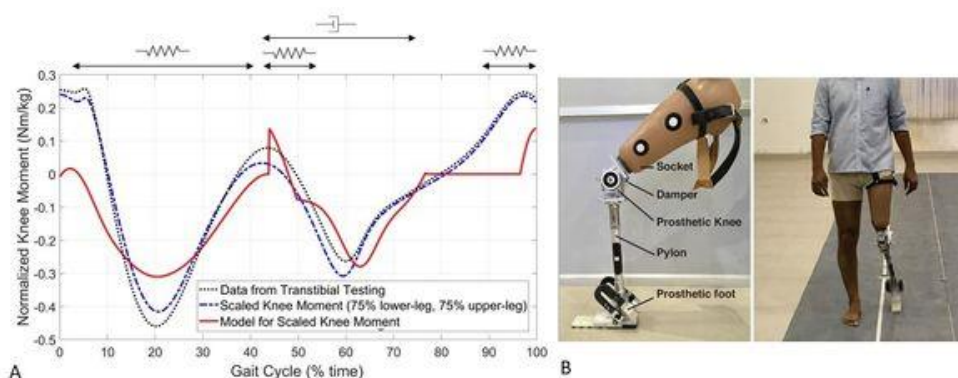 0.3
0.2
0.1
0
-0.1
-0.2
-0.3
-0.4
-0.5
Normalized Knee Moment (Nm/kg)
Data from Transtibial Testing
Scaled Knee Moment (75% lower-leg, 75% upper-leg)
Model for Scaled Knee Moment
0 10 20 30 40 50 60 70 80 90 100
Gait Cycle (% time)
A
Socket
Damper
Prosthetic Knee
Pylon
Prosthetic foot
B